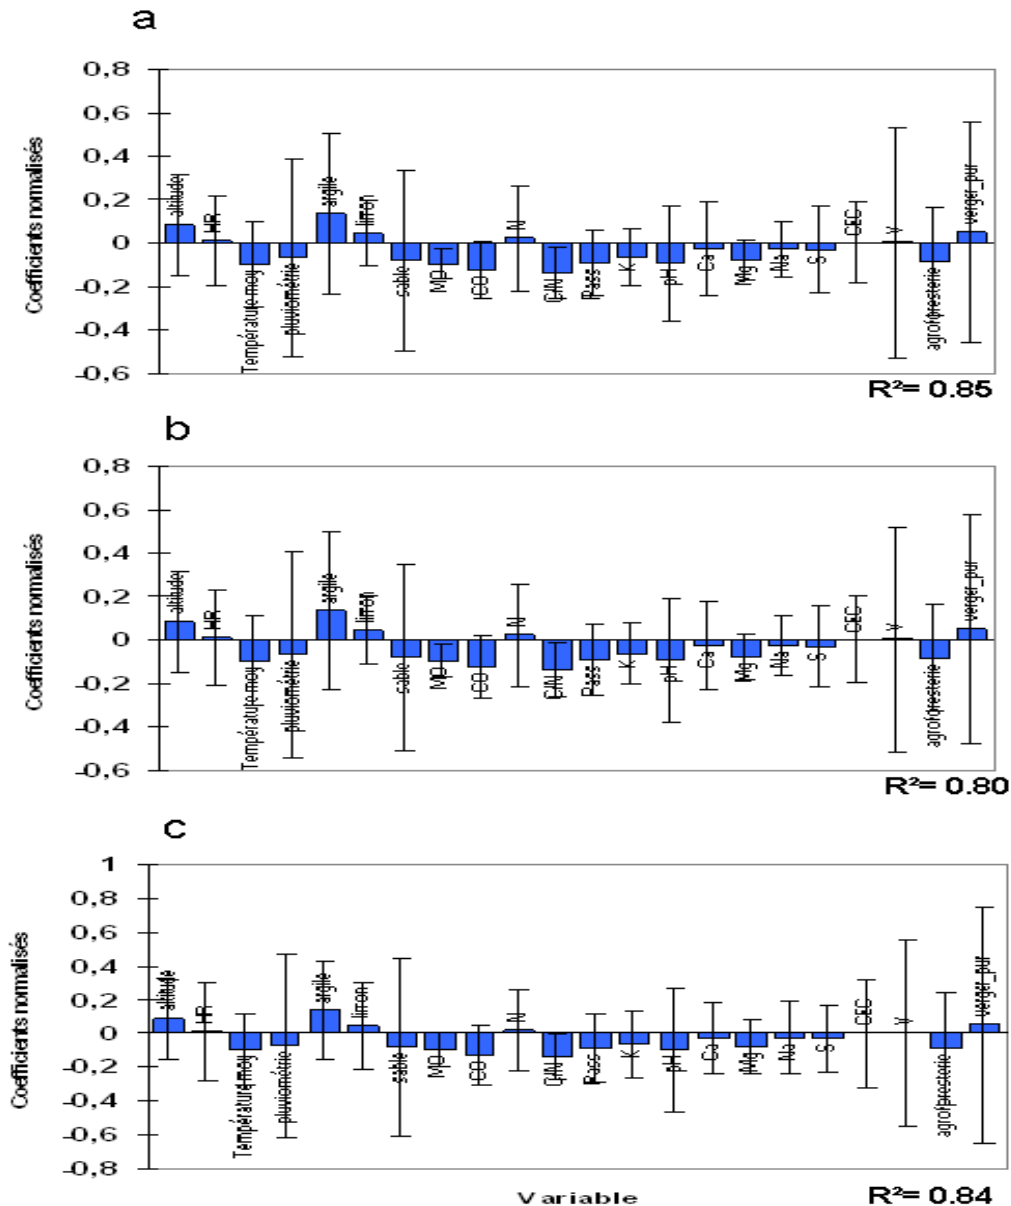 a
Coefficients normalisés
0,8
0,6
0,4
0,2
0
-0,2
-0,4
-0,6
altitude
HR
Température moy
pluviométrie
argile
limon
sable
MO
CO
N
C/N
Pass
K
pH
Ca
Mg
Na
S
CEC
V
agroforesterie
verger_pur
R²= 0.85
b
Coefficients normalisés
0,8
0,6
0,4
0,2
0
-0,2
-0,4
-0,6
altitude
HR
Température moy
pluviométrie
argile
limon
sable
MO
CO
N
C/N
Pass
K
pH
Ca
Mg
Na
S
CEC
V
agroforesterie
verger_pur
R²= 0.80
c
Coefficients normalisés
1
0,8
0,6
0,4
0,2
0
-0,2
-0,4
-0,6
-0,8
altitude
HR
Température moy
pluviométrie
argile
limon
sable
MO
CO
N
C/N
Pass
K
pH
Ca
Mg
Na
S
CEC
V
agroforesterie
verger_pur
Variable
R²= 0.84